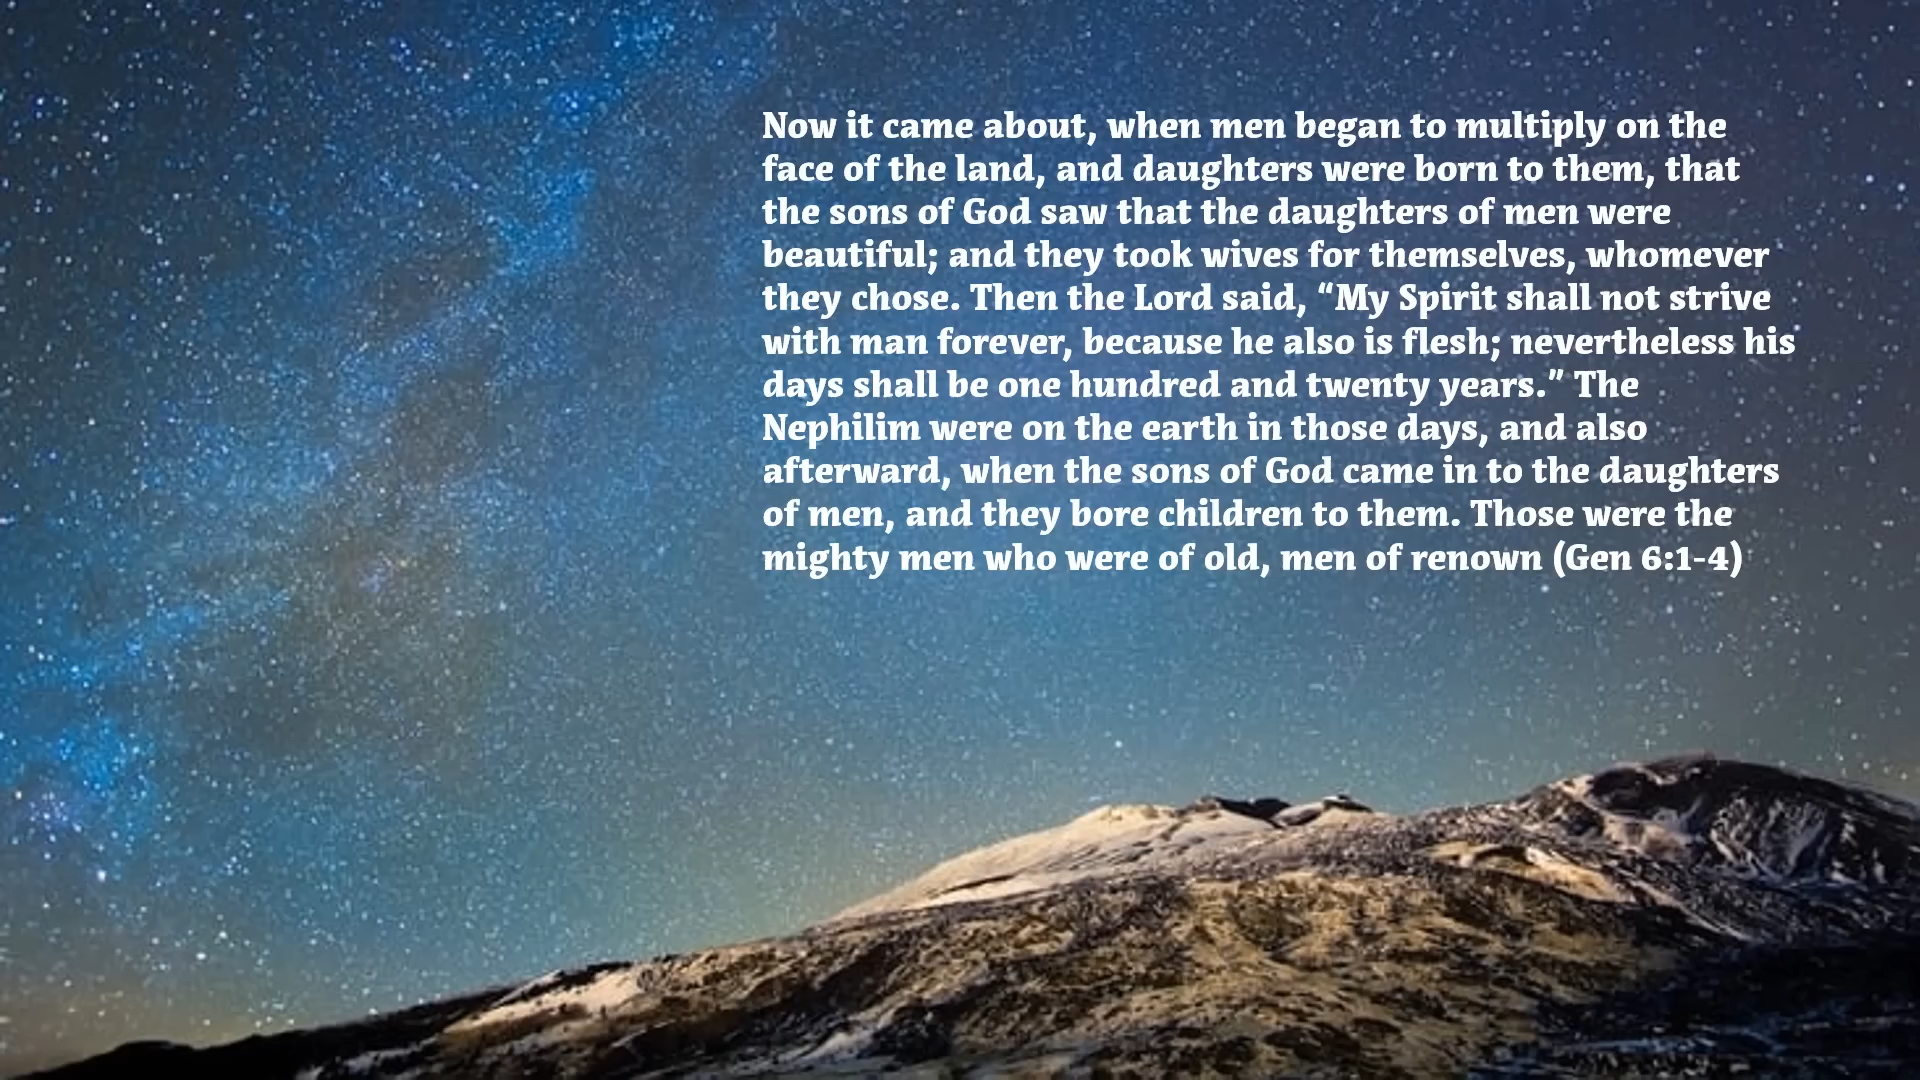 Now it came about, when men began to multiply on the
face of the land, and daughters were born to them, that
the sons of God saw that the daughters of men were
beautiful; and they took wives for themselves, whomever
they chose. Then the Lord said, “My Spirit shall not strive
with man forever, because he also is flesh; nevertheless his
days shall be one hundred and twenty years.” The
Nephilim were on the earth in those days, and also
afterward, when the sons of God came in to the daughters
of men, and they bore children to them. Those were the
mighty men who were of old, men of renown (Gen 6:1-4)